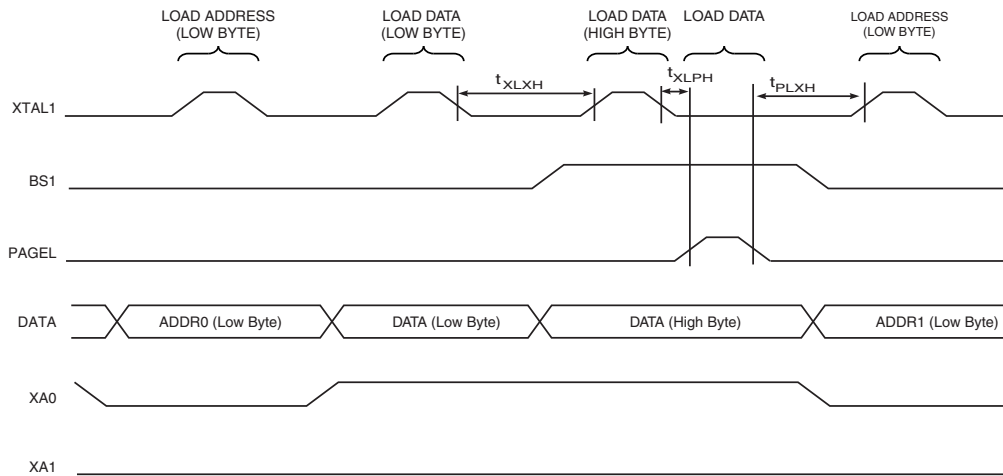 LOAD ADDRESS
(LOW BYTE)
LOAD DATA
(LOW BYTE)
LOAD DATA
(HIGH BYTE)
LOAD DATA
LOAD ADDRESS
(LOW BYTE)
tXLXH
tXLPH
tPLXH
XTAL1
BS1
PAGEL
DATA
ADDR0 (Low Byte)
DATA (Low Byte)
DATA (High Byte)
ADDR1 (Low Byte)
XA0
XA1